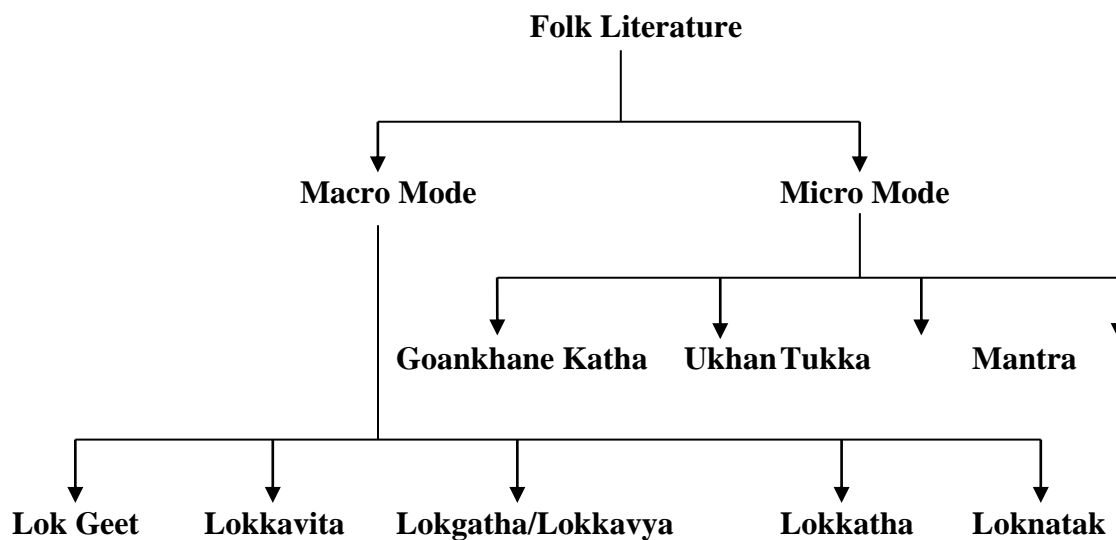 Folk Literature
Macro Mode Micro Mode
Goankhane Katha Ukhan Tukka Mantra
Lok Geet Lokkavita Lokgatha/Lokkavya Lokkatha Loknatak